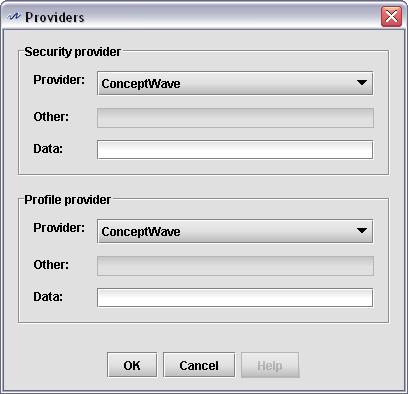 Providers
Security provider
Provider: ConceptWave
Other:
Data:
Profile provider
Provider: ConceptWave
Other:
Data:
OK Cancel Help